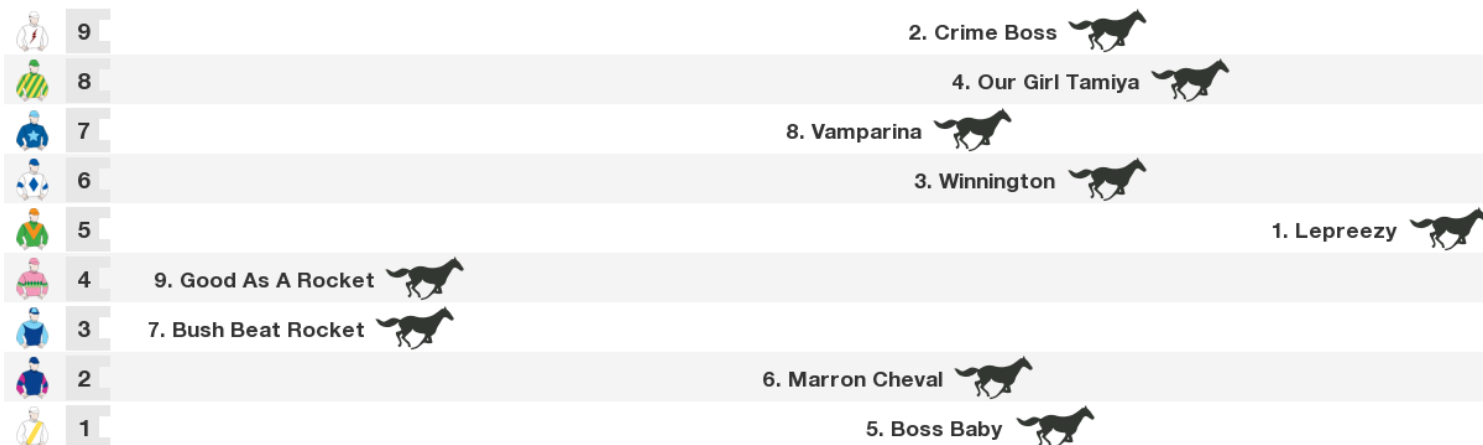 9 2. Crime Boss
8 4. Our Girl Tamiya
7 8. Vamparina
6 3. Winnington
5 1. Lepreezy
4 9. Good As A Rocket
3 7. Bush Beat Rocket
2 6. Marron Cheval
1 5. Boss Baby